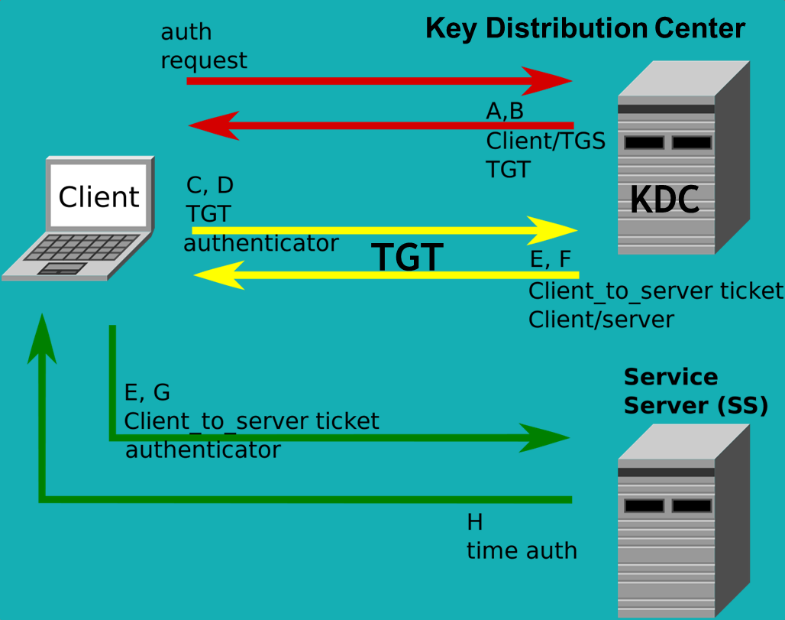 auth
request
Key Distribution Center
A,B
Client/TGS
TGT
KDC
Client
C, D
TGT
authenticator
TGT
E, F
Client_to_server ticket
Client/server
Service
Server (SS)
E, G
Client_to_server ticket
authenticator
H
time auth